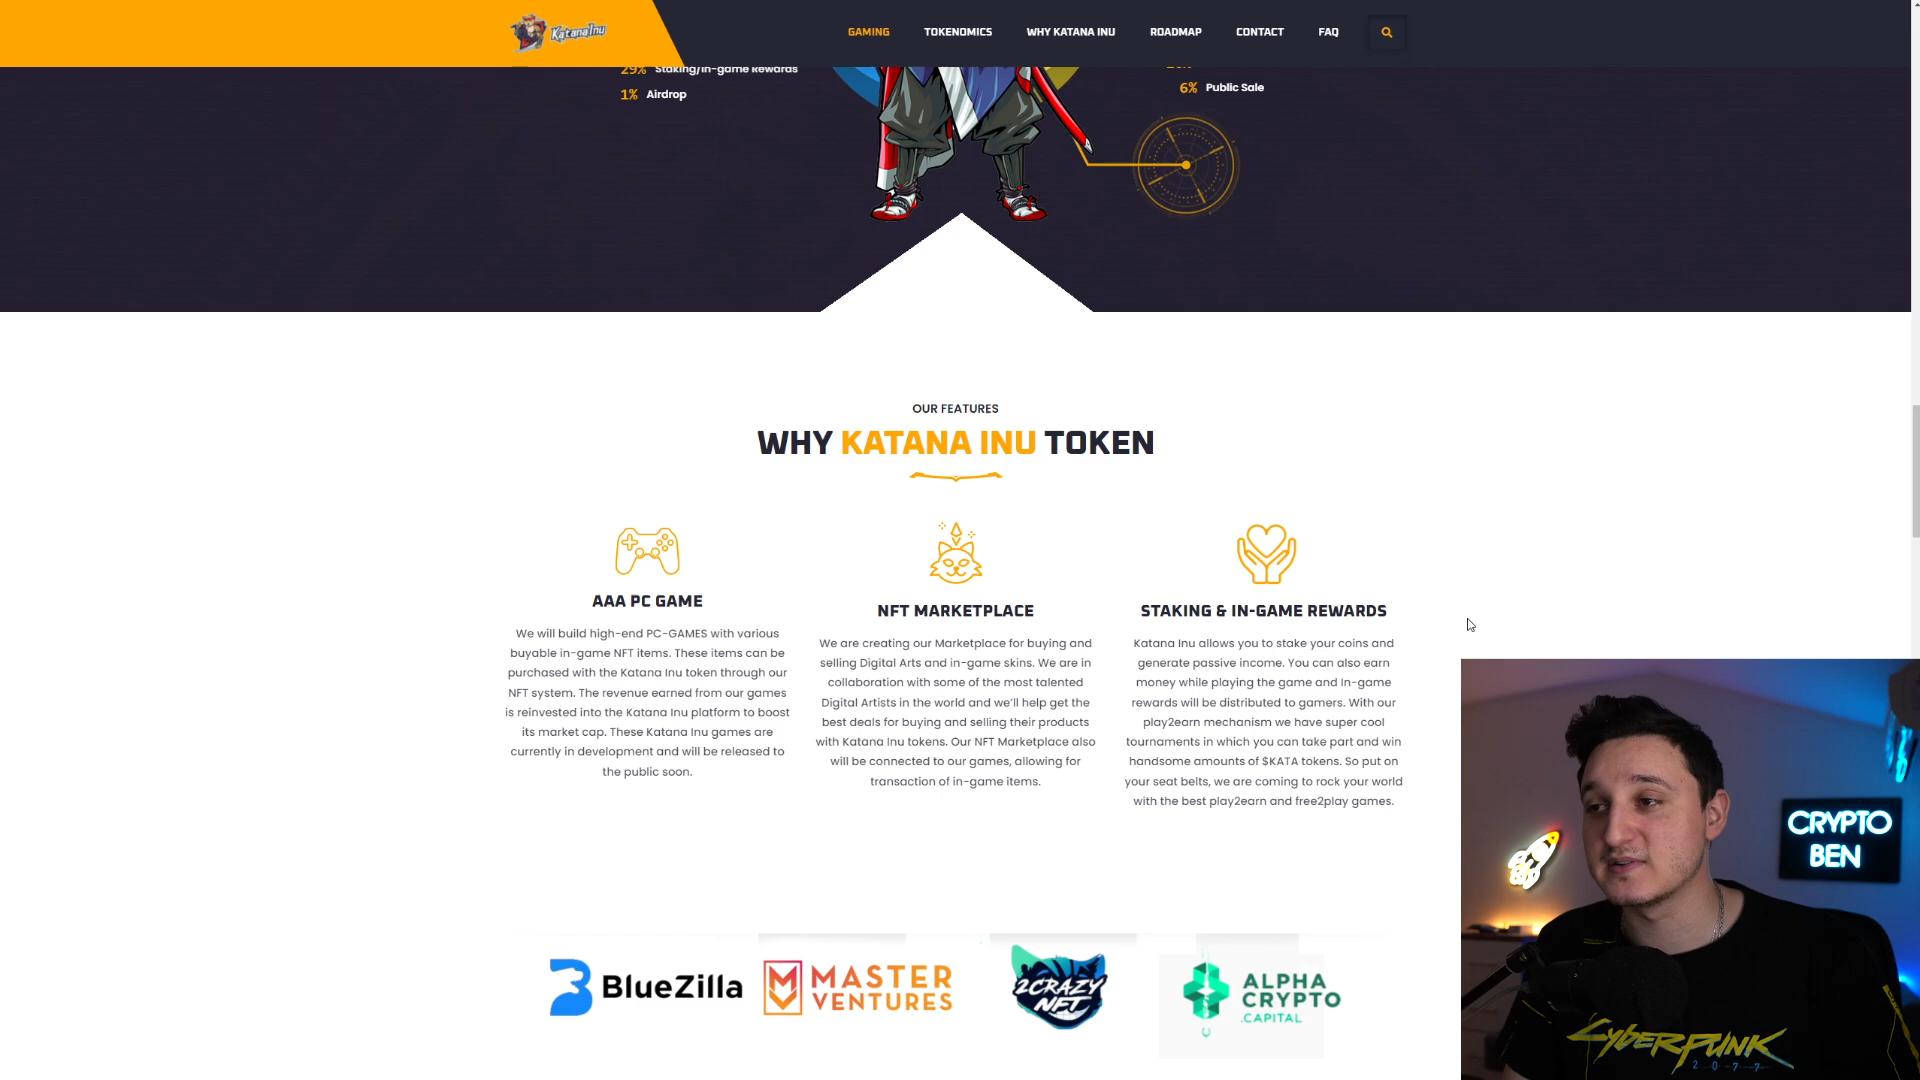 KatanaInu
GAMING
TOKENOMICS
WHY KATANA INU
ROADMAP
CONTACT
FAQ
29% Staking/In-game Rewards
1% Airdrop
6% Public Sale
OUR FEATURES
WHY KATANA INU TOKEN
AAA PC GAME
We will build high-end PC-GAMES with various
buyable in-game NFT items. These items can be
purchased with the Katana Inu token through our
NFT system. The revenue earned from our games
is reinvested into the Katana Inu platform to boost
its market cap. These Katana Inu games are
currently in development and will be released to
the public soon.
NFT MARKETPLACE
We are creating our Marketplace for buying and
selling Digital Arts and in-game skins. We are in
collaboration with some of the most talented
Digital Artists in the world and we'll help get the
best deals for buying and selling their products
with Katana Inu tokens. Our NFT Marketplace also
will be connected to our games, allowing for
transaction of in-game items.
STAKING & IN-GAME REWARDS
Katana Inu allows you to stake your coins and
generate passive income. You can also earn
money while playing the game and In-game
rewards will be distributed to gamers. With our
play2earn mechanism we have super cool
tournaments in which you can take part and win
handsome amounts of $KATA tokens. So put on
your seat belts, we are coming to rock your world
with the best play2earn and free2play games.
BlueZilla
MASTER
VENTURES
2CRAZY
NFT
ALPHA
CRYPTO
.CAPITAL
CRYPTO
BEN
CYBERPUNK
2077